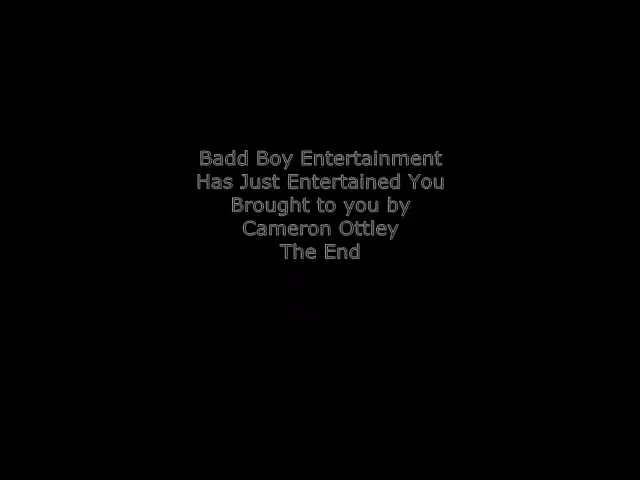 Badd Boy Entertainment
Has Just Entertained You
Brought to you by
Cameron Ottley
The End